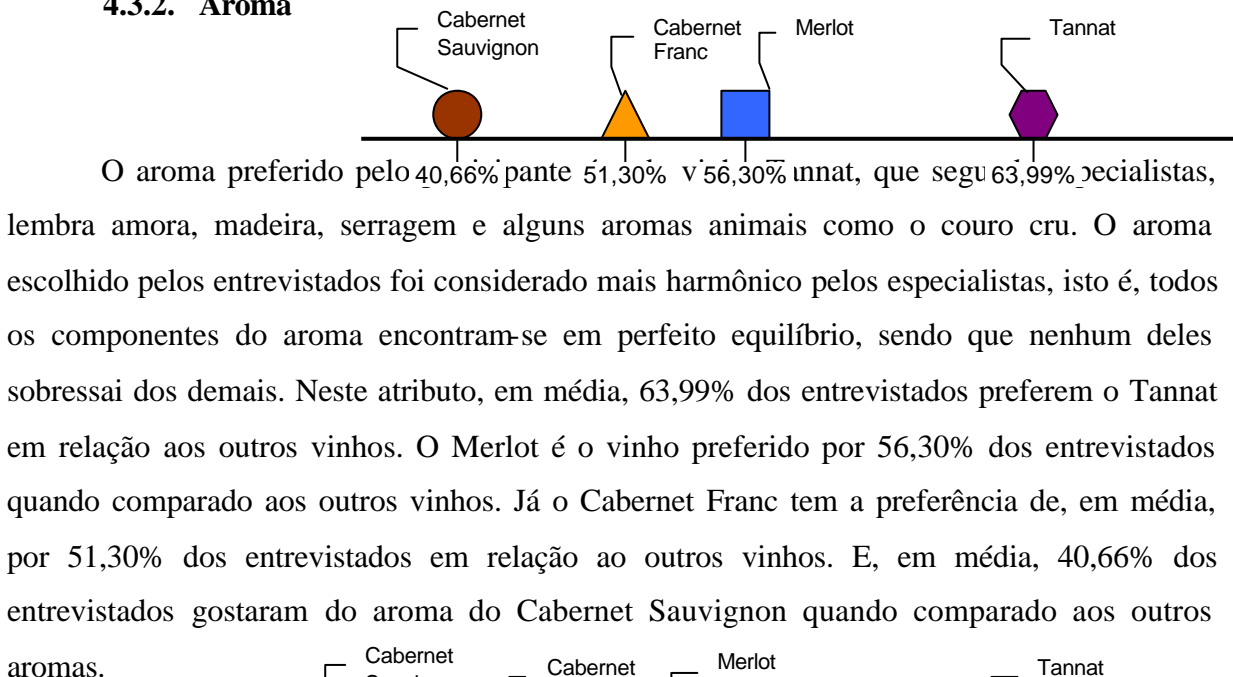 4.3.2. Aroma
Cabernet
Sauvignon
Cabernet
Franc
Merlot
Tannat
40,66%
51,30%
56,30%
63,99%
O aroma preferido pelo
lembra amora, madeira, serragem e alguns aromas animais como o couro cru. O aroma
escolhido pelos entrevistados foi considerado mais harmônico pelos especialistas, isto é, todos
os componentes do aroma encontram-se em perfeito equilíbrio, sendo que nenhum deles
sobressai dos demais. Neste atributo, em média, 63,99% dos entrevistados preferem o Tannat
em relação aos outros vinhos. O Merlot é o vinho preferido por 56,30% dos entrevistados
quando comparado aos outros vinhos. Já o Cabernet Franc tem a preferência de, em média,
por 51,30% dos entrevistados em relação ao outros vinhos. E, em média, 40,66% dos
entrevistados gostaram do aroma do Cabernet Sauvignon quando comparado aos outros
aromas.
Cabernet
Cabernet
Merlot
Tannat